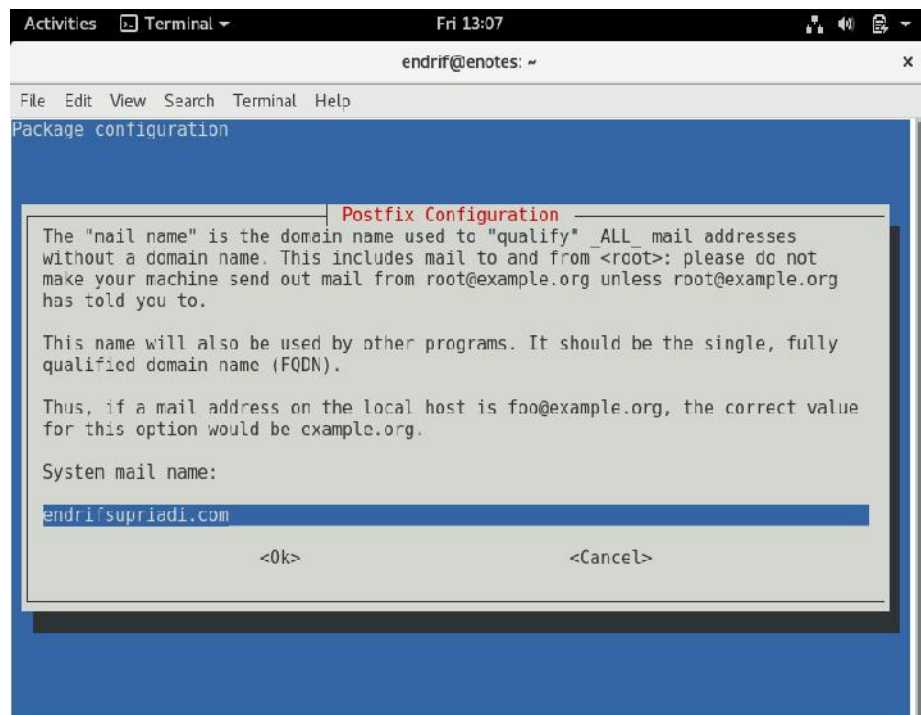 Activities Terminal Fri 13:07
endrif@enotes: ~ x
File Edit View Search Terminal Help
Package configuration
Postfix Configuration
The "mail name" is the domain name used to "qualify" _ALL_ mail addresses
without a domain name. This includes mail to and from <root>: please do not
make your machine send out mail from root@example.org unless root@example.org
has told you to.
This name will also be used by other programs. It should be the single, fully
qualified domain name (FQDN).
Thus, if a mail address on the local host is foo@example.org, the correct value
for this option would be example.org.
System mail name:
endrifsupriadi.com
<Ok> <Cancel>